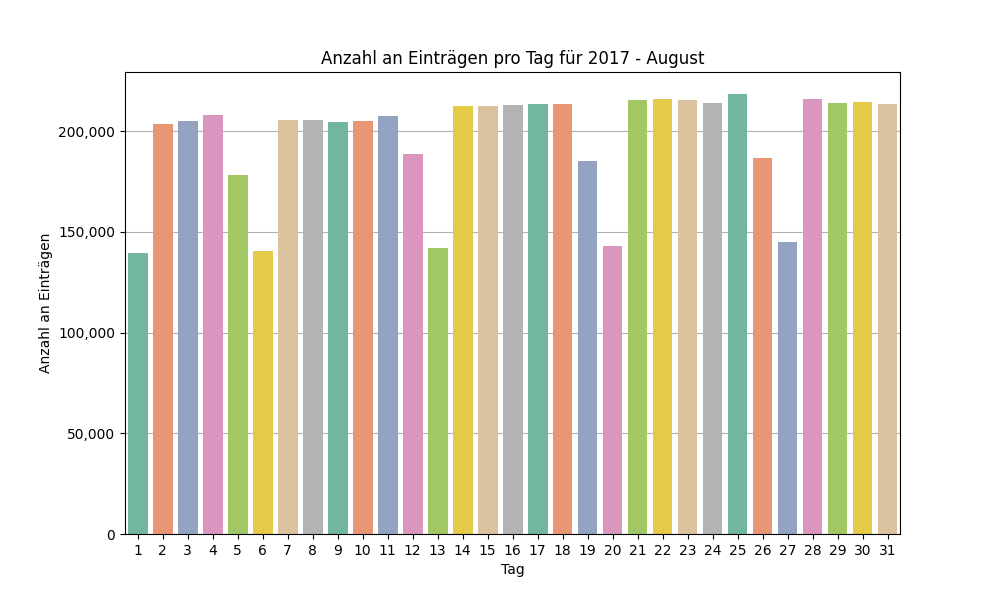 Anzahl an Einträgen pro Tag für 2017 - August
Anzahl an Einträgen
200,000
150,000
100,000
50,000
0
1 2 3 4 5 6 7 8 9 10 11 12 13 14 15 16 17 18 19 20 21 22 23 24 25 26 27 28 29 30 31
Tag